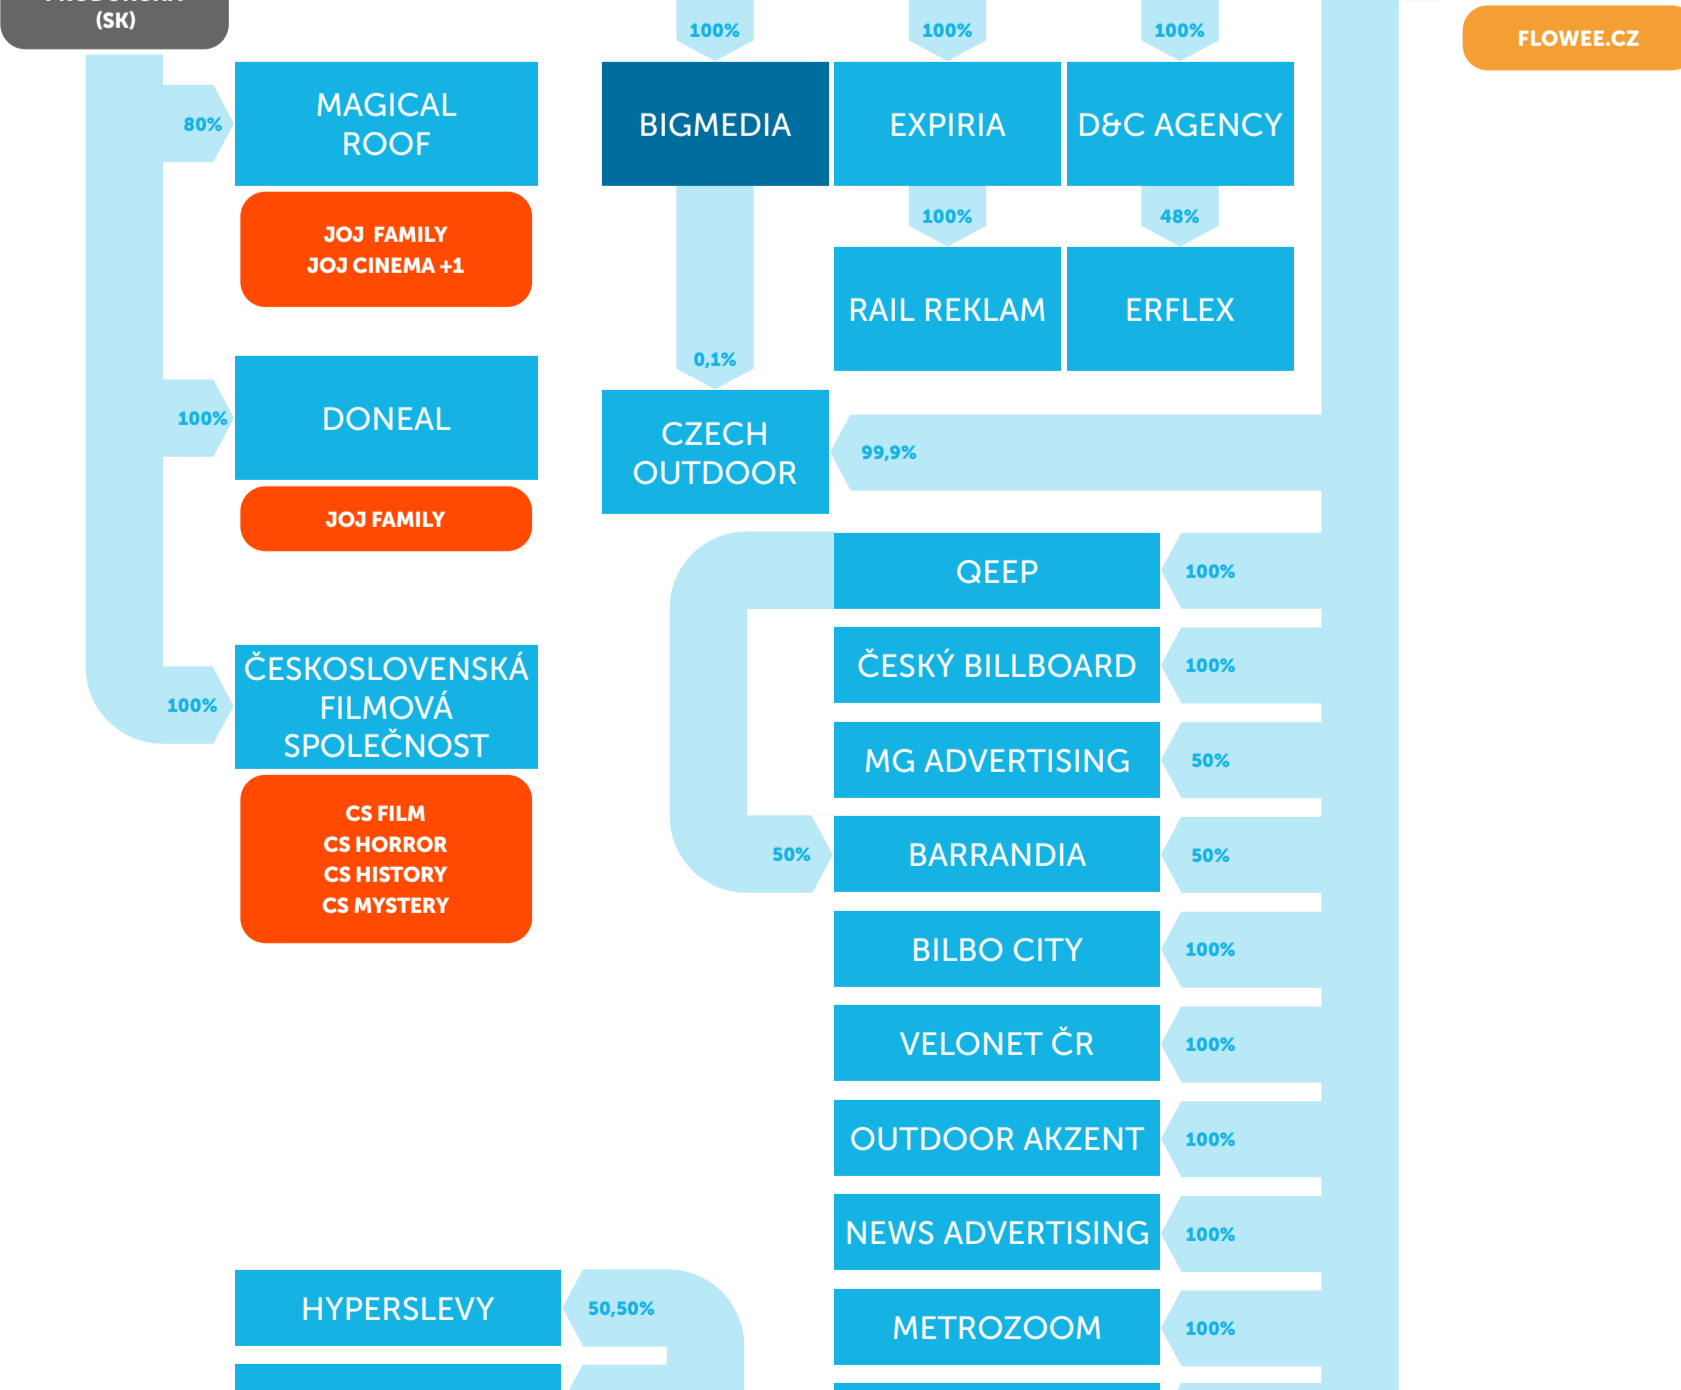 (SK)
100%
100%
100%
FLOWEE.CZ
80%
MAGICAL
ROOF
BIGMEDIA
EXPIRIA
D&C AGENCY
JOJ FAMILY
JOJ CINEMA +1
100%
48%
RAIL REKLAM
ERFLEX
0,1%
100%
DONEAL
CZECH
OUTDOOR
99,9%
JOJ FAMILY
QEEP
100%
ČESKÝ BILLBOARD
100%
100%
ČESKOSLOVENSKÁ
FILMOVÁ
SPOLEČNOST
MG ADVERTISING
50%
CS FILM
CS HORROR
CS HISTORY
CS MYSTERY
50%
BARRANDIA
50%
BILBO CITY
100%
VELONET ČR
100%
OUTDOOR AKZENT
100%
NEWS ADVERTISING
100%
HYPERSLEVY
50,50%
METROZOOM
100%